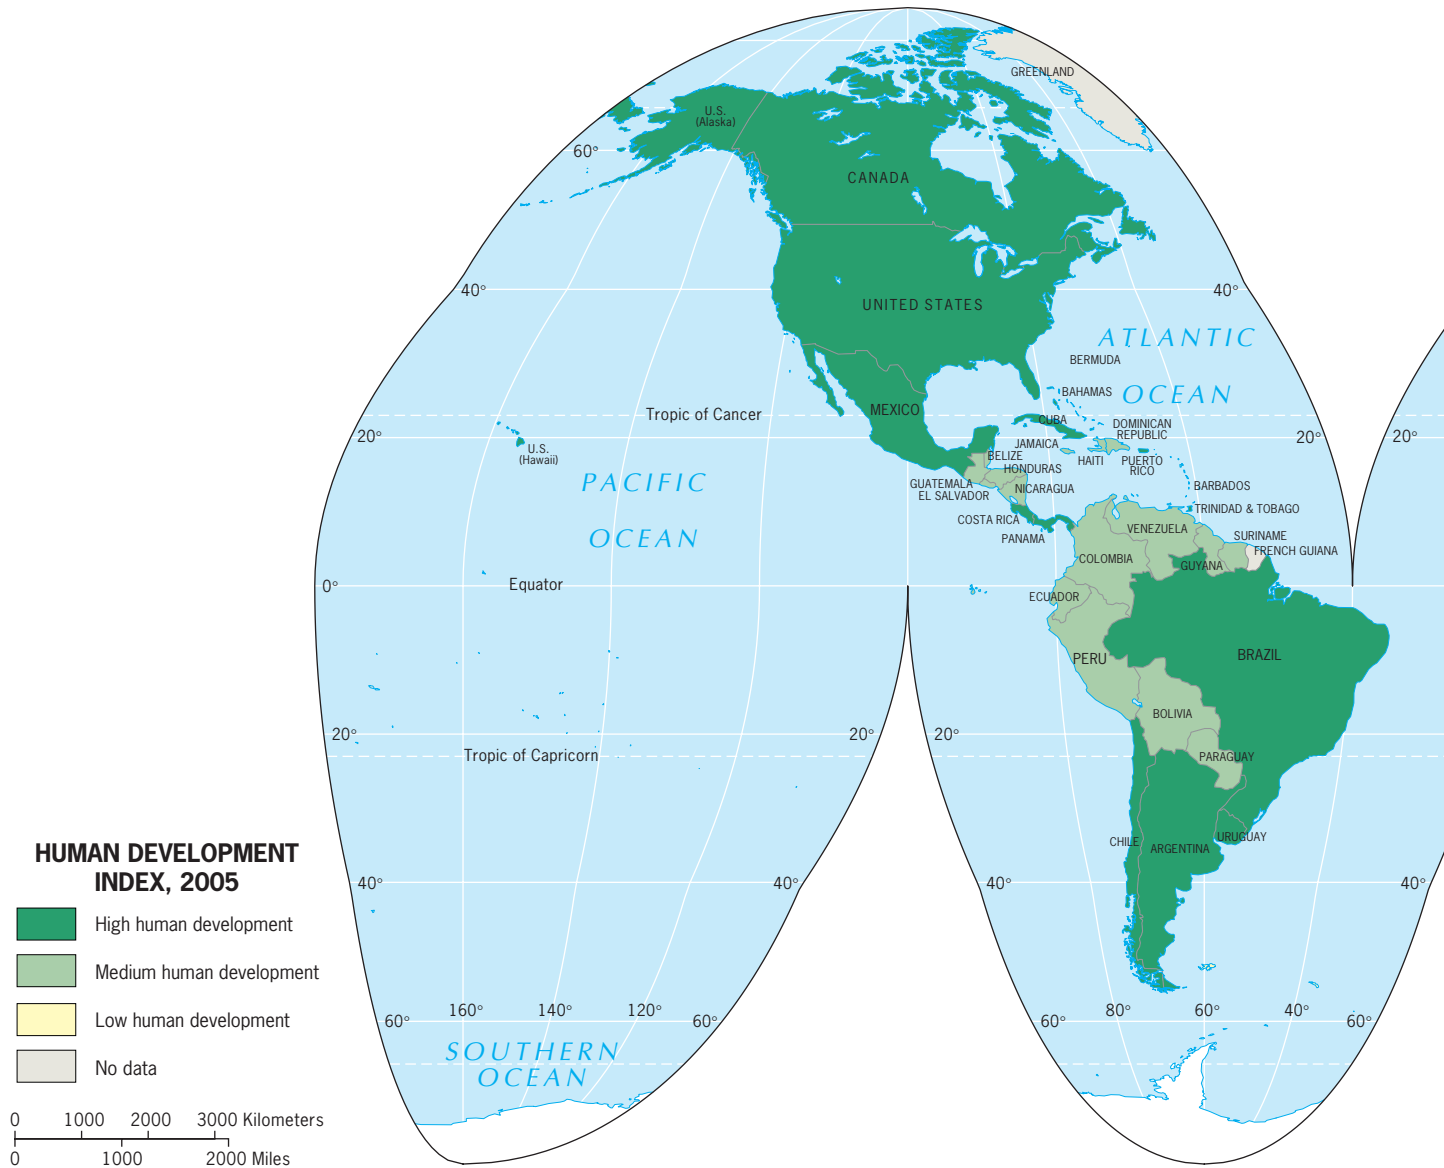 GREENLAND
U.S.
(Alaska)
60°
CANADA
40°
40°
UNITED STATES
ATLANTIC
OCEAN
BERMUDA
BAHAMAS
MEXICO
Tropic of Cancer
CUBA
DOMINICAN
REPUBLIC
20°
20°
20°
U.S.
(Hawaii)
JAMAICA
BELIZE
HAITI
PUERTO
RICO
HONDURAS
PACIFIC
OCEAN
GUATEMALA
EL SALVADOR
NICARAGUA
BARBADOS
TRINIDAD & TOBAGO
COSTA RICA
PANAMA
VENEZUELA
SURINAME
FRENCH GUIANA
COLOMBIA
GUYANA
0°
Equator
ECUADOR
PERU
BRAZIL
BOLIVIA
20°
20°
20°
Tropic of Capricorn
PARAGUAY
CHILE
URUGUAY
ARGENTINA
40°
40°
40°
40°
HUMAN DEVELOPMENT
INDEX, 2005
High human development
Medium human development
Low human development
No data
160°
140°
120°
60°
60°
80°
60°
40°
60°
60°
SOUTHERN
OCEAN
0
1000
2000
3000 Kilometers
0
1000
2000 Miles